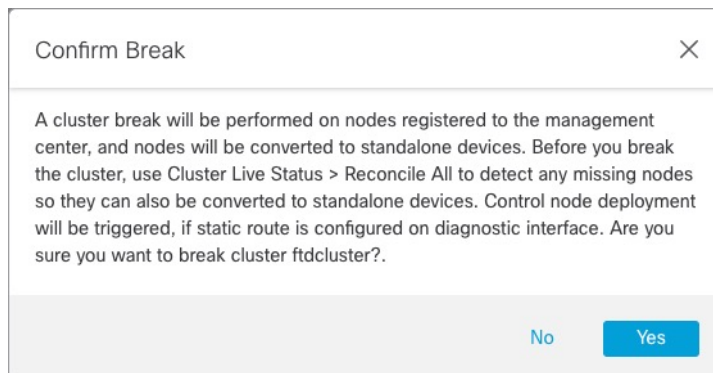 Confirm Break
A cluster break will be performed on nodes registered to the management
center, and nodes will be converted to standalone devices. Before you break
the cluster, use Cluster Live Status > Reconcile All to detect any missing nodes
so they can also be converted to standalone devices. Control node deployment
will be triggered, if static route is configured on diagnostic interface. Are you
sure you want to break cluster ftdcluster?.
No
Yes